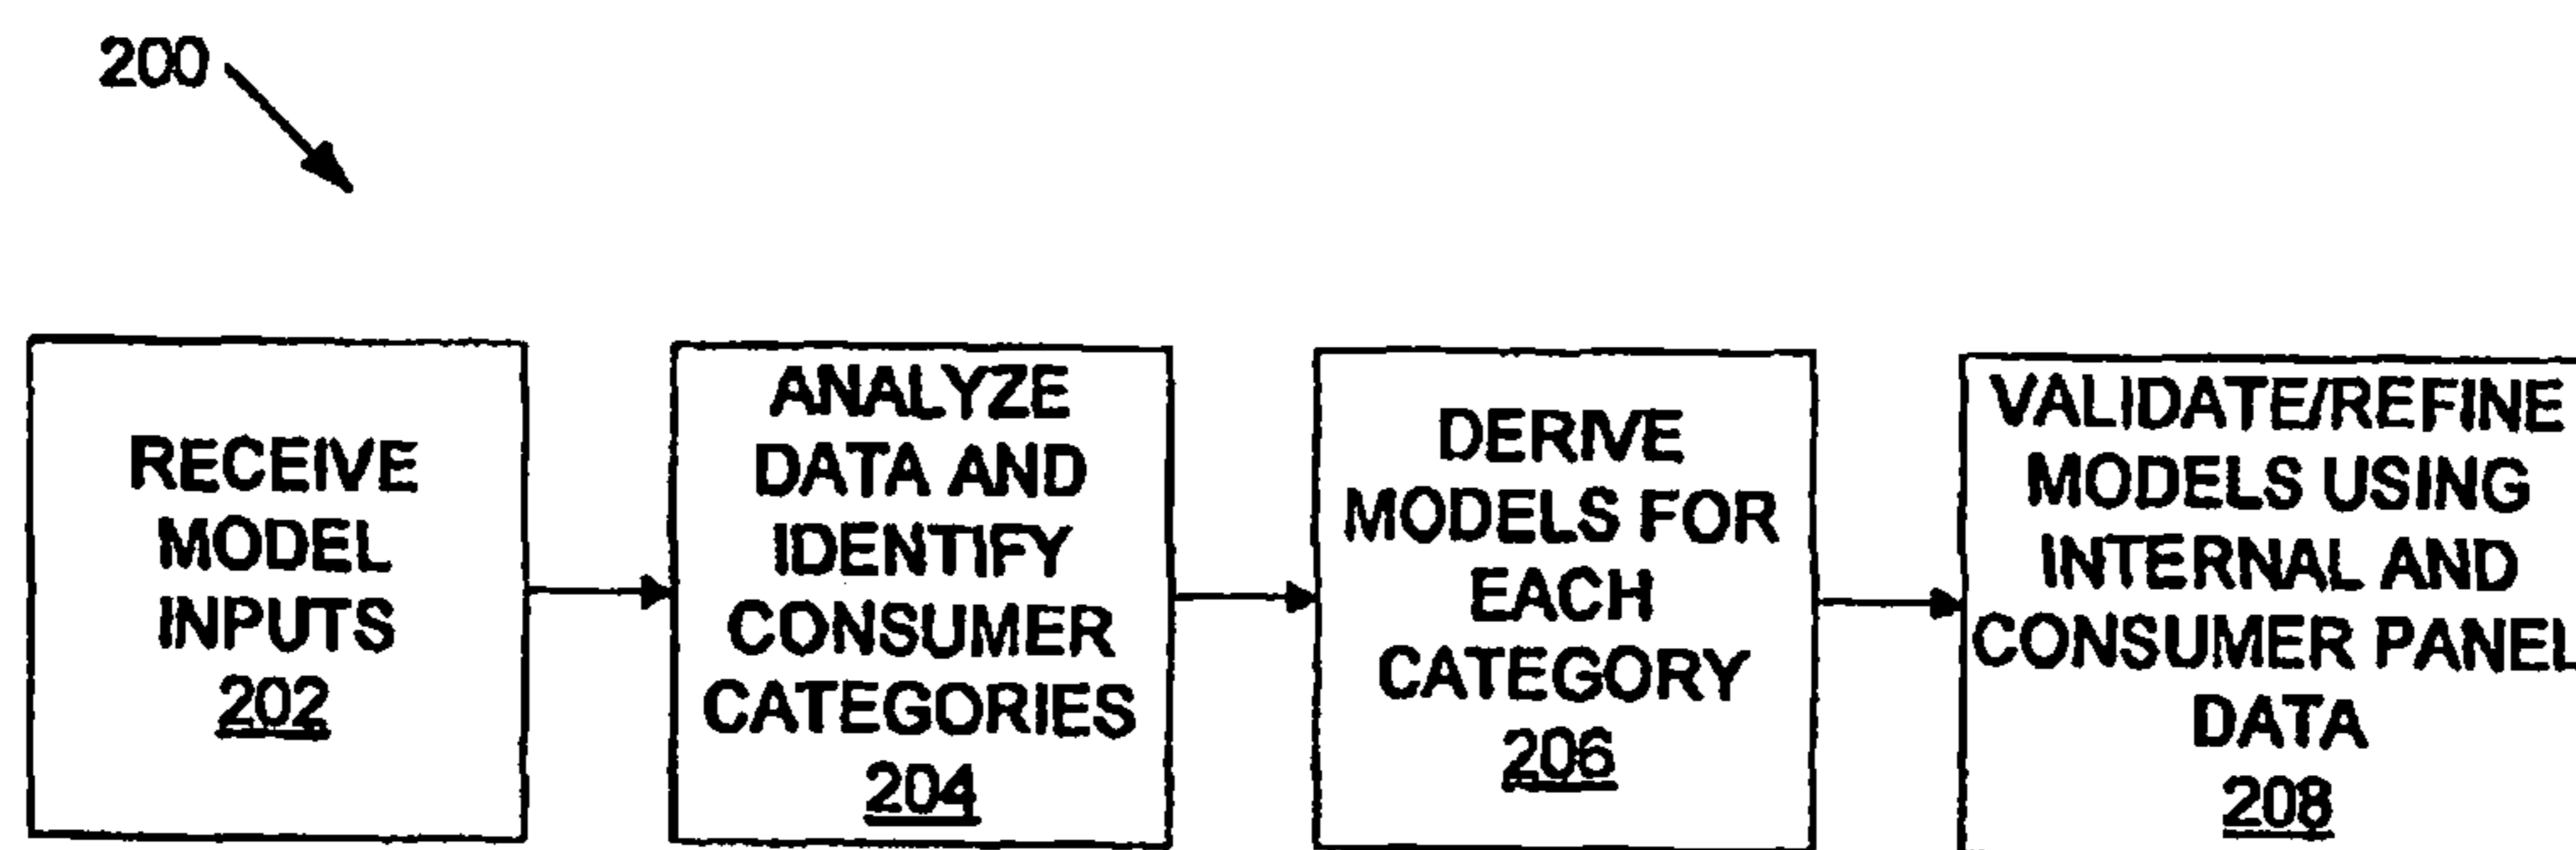 200
RECEIVE
MODEL
INPUTS
202
ANALYZE
DATA AND
IDENTIFY
CONSUMER
CATEGORIES
204
DERIVE
MODELS FOR
EACH
CATEGORY
206
VALIDATE/REFINE
MODELS USING
INTERNAL AND
CONSUMER PANEL
DATA
208